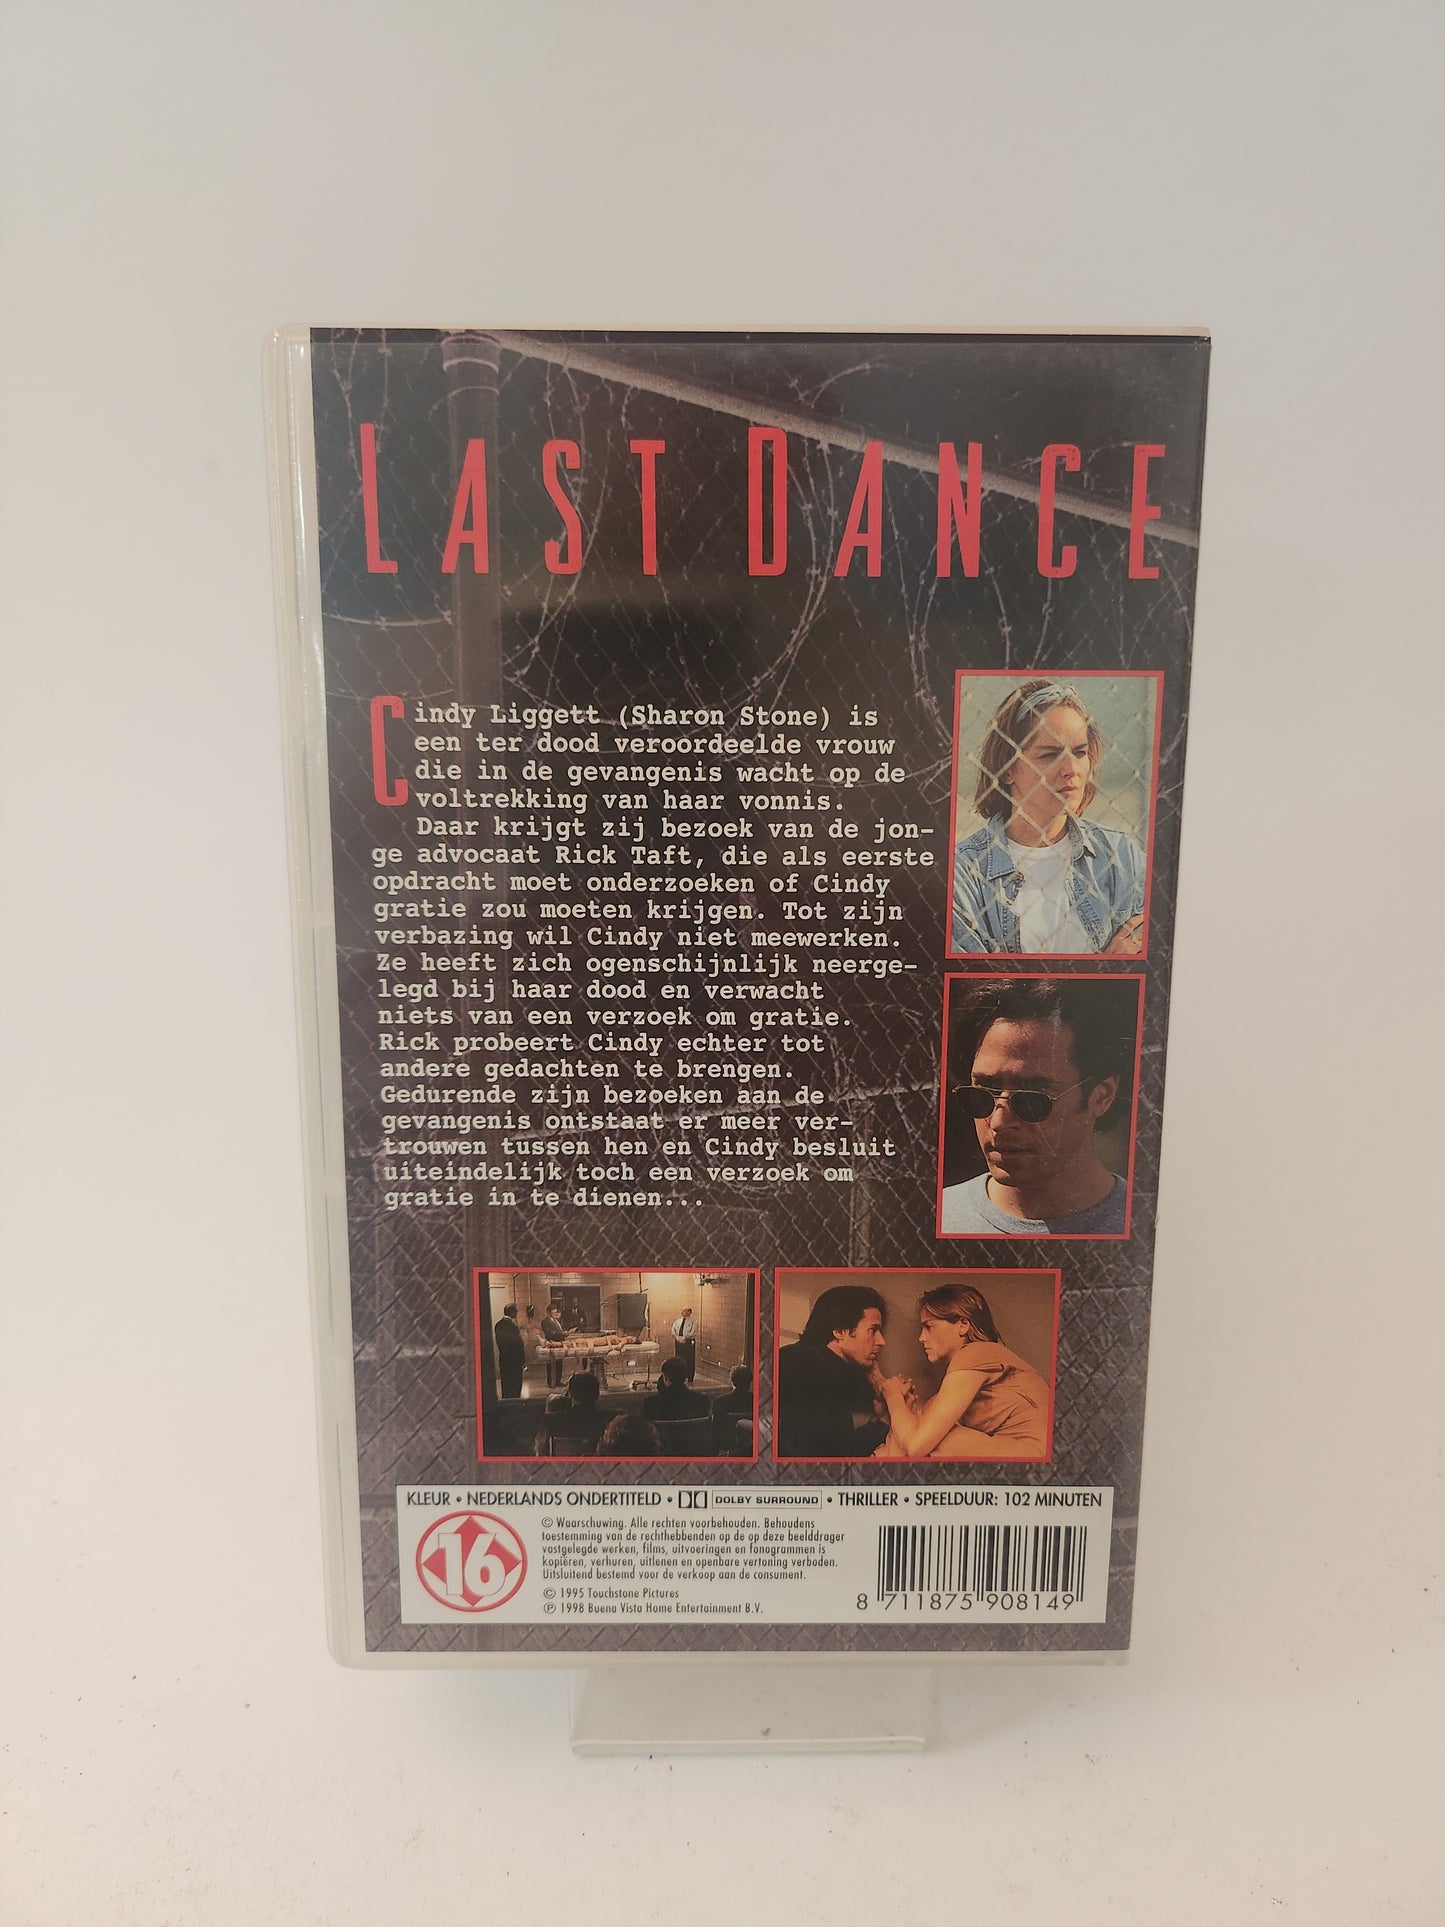 LAST DANCE
Cindy Liggett (Sharon Stone) is
een ter dood veroordeelde vrouw
die in de gevangenis wacht op de
voltrekking van haar vonnis.
Daar krijgt zij bezoek van de jon-
ge advocaat Rick Taft, die als eerste
opdracht moet onderzoeken of Cindy
gratie zou moeten krijgen. Tot zijn
verbazing wil Cindy niet meewerken.
Ze heeft zich ogenschijnlijk neerge-
legd bij haar dood en verwacht
niets van een verzoek om gratie.
Rick probeert Cindy echter tot
andere gedachten te brengen.
Gedurende zijn bezoeken aan de
gevangenis ontstaat er meer ver-
trouwen tussen hen en Cindy besluit
uiteindelijk toch een verzoek om
gratie in te dienen...
KLEUR • NEDERLANDS ONDERTITELD • DOLBY SURROUND • THRILLER • SPEELDUUR: 102 MINUTEN
16
© Waarschuwing. Alle rechten voorbehouden. Behoudens
toestemming van de rechthebbenden op de op deze beelddrager
vastgelegde werken, films, uitvoeringen en fonogrammen is
kopiëren, verhuren, uitlenen en openbare vertoning verboden.
Uitsluitend bestemd voor de verkoop aan de consument.
© 1995 Touchstone Pictures
℗ 1998 Buena Vista Home Entertainment B.V.
8 711875 908149